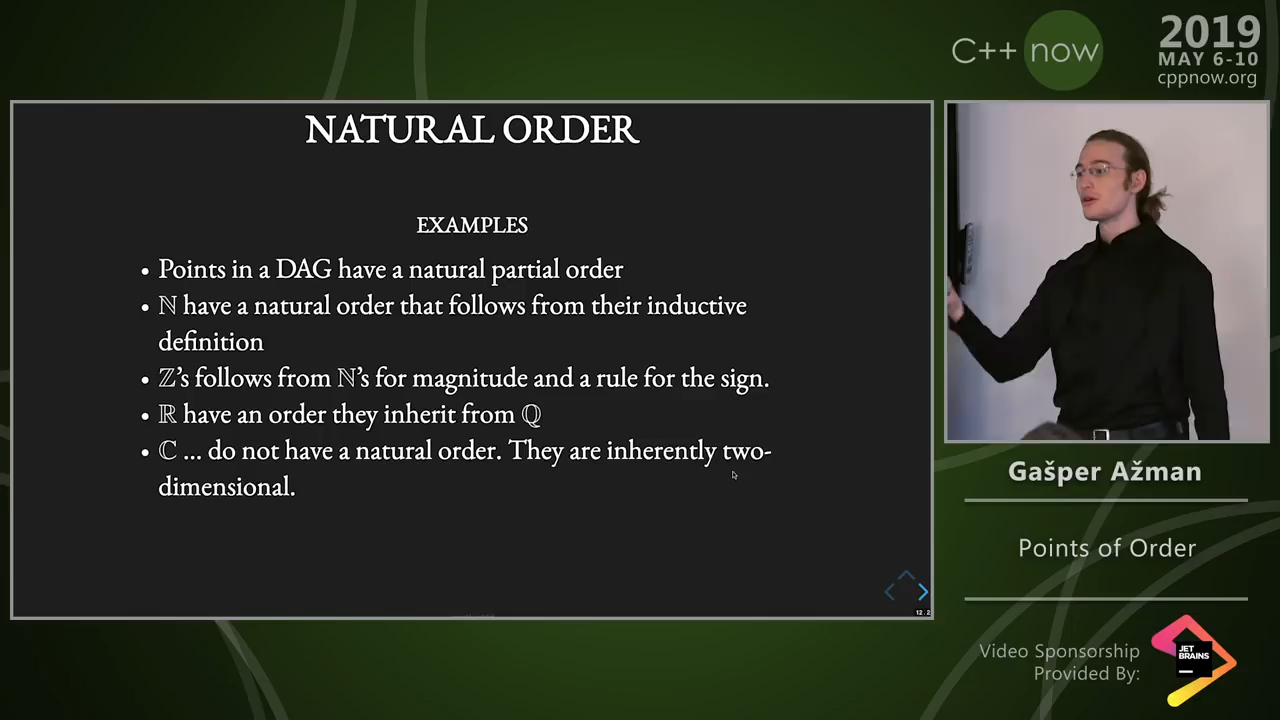 C++ now
2019
MAY 6-10
cppnow.org
NATURAL ORDER
EXAMPLES
• Points in a DAG have a natural partial order
• ℕ have a natural order that follows from their inductive
definition
• ℤ’s follows from ℕ’s for magnitude and a rule for the sign.
• ℝ have an order they inherit from ℚ
• ℂ ... do not have a natural order. They are inherently two-
dimensional.
12.2
Gašper Ažman
Points of Order
Video Sponsorship
Provided By:
JET
BRAINS